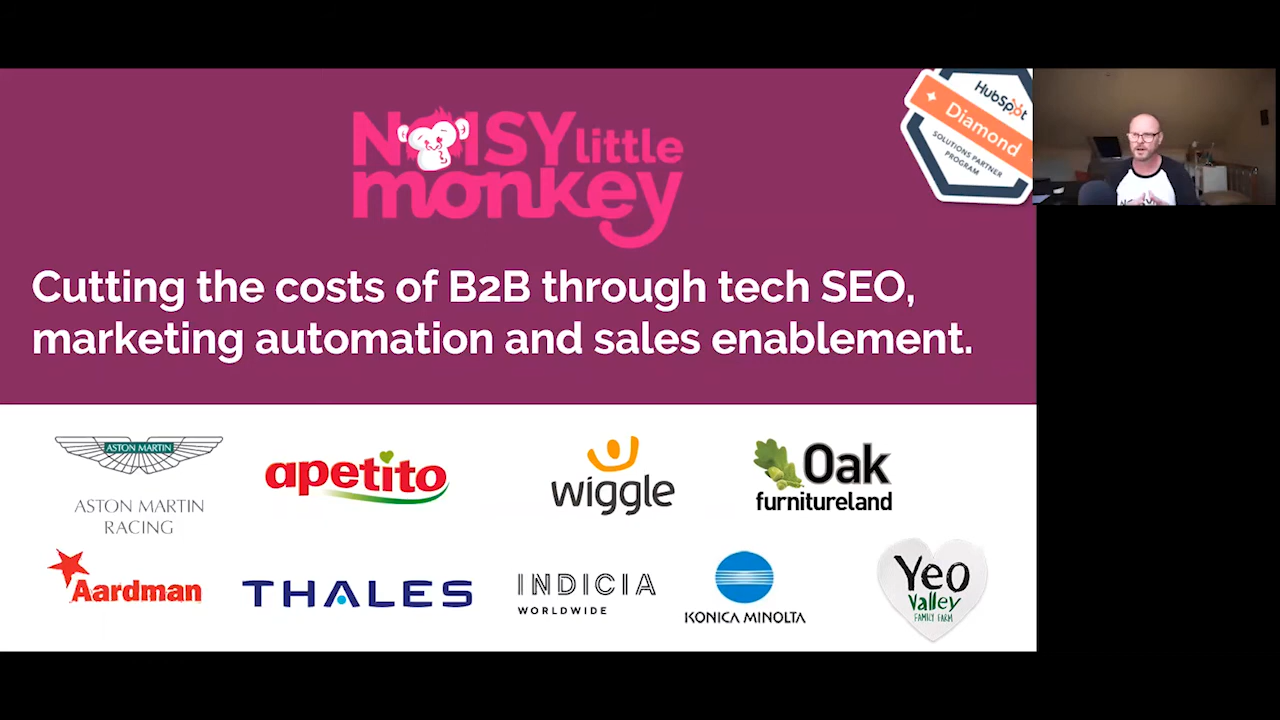 NOISY little
monkey
HubSpot
Diamond
SOLUTIONS PARTNER
PROGRAM
Cutting the costs of B2B through tech SEO,
marketing automation and sales enablement.
ASTON MARTIN
ASTON MARTIN
RACING
apetito
wiggle
Oak
furnitureland
Aardman
THALES
INDICIA
WORLDWIDE
KONICA MINOLTA
Yeo
Valley
FAMILY FARM